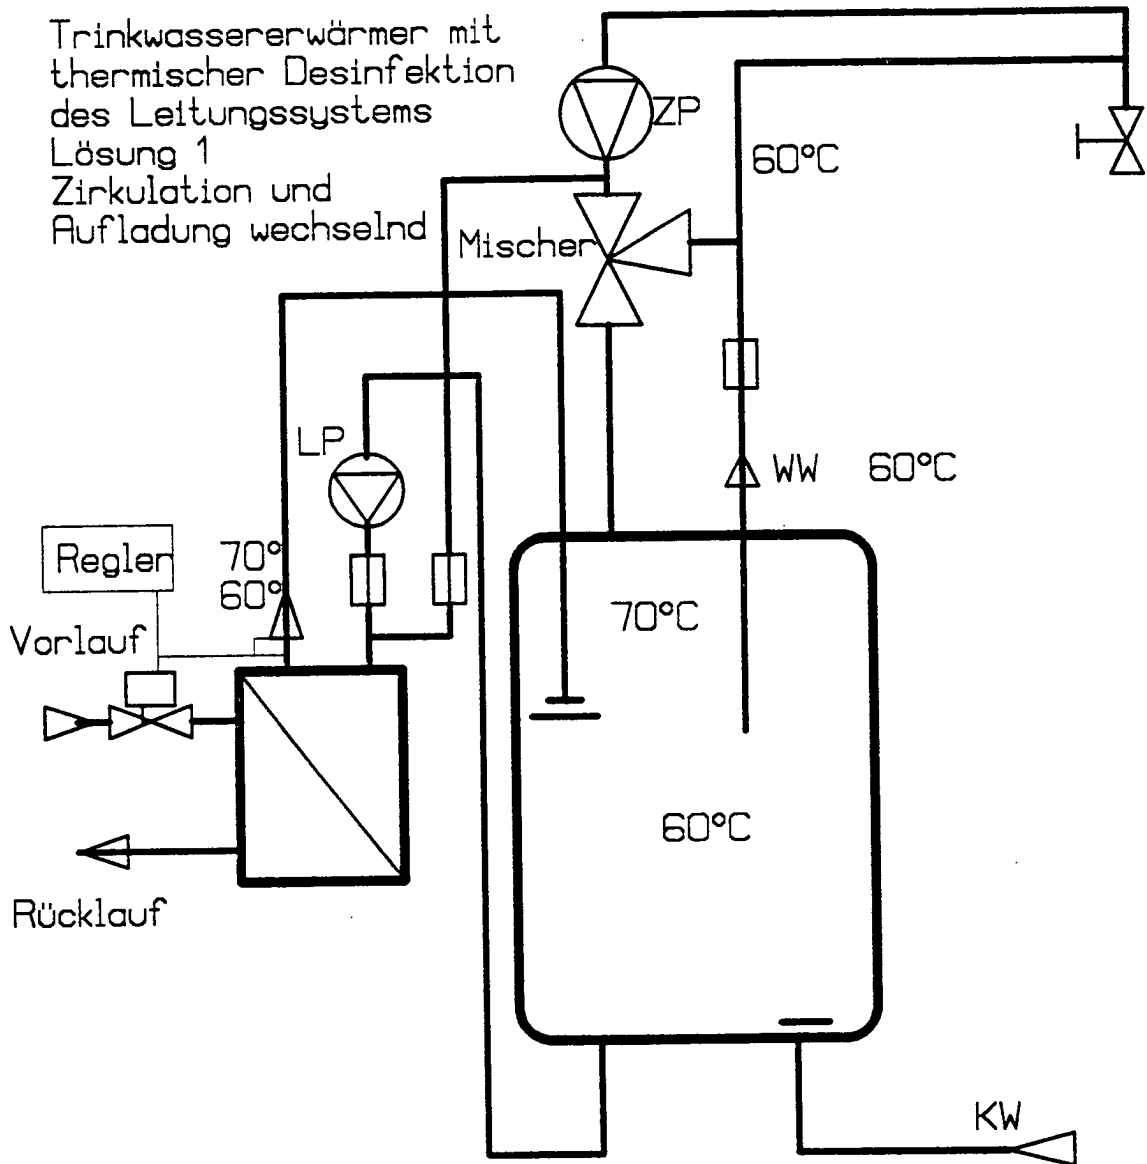 Trinkwassererwärmer mit
thermischer Desinfektion
des Leitungssystems
Lösung 1
Zirkulation und
Aufladung wechselnd
ZP
60°C
Mischer
LP
WW 60°C
Regler
70°
60°
Vorlauf
70°C
60°C
Rücklauf
KW